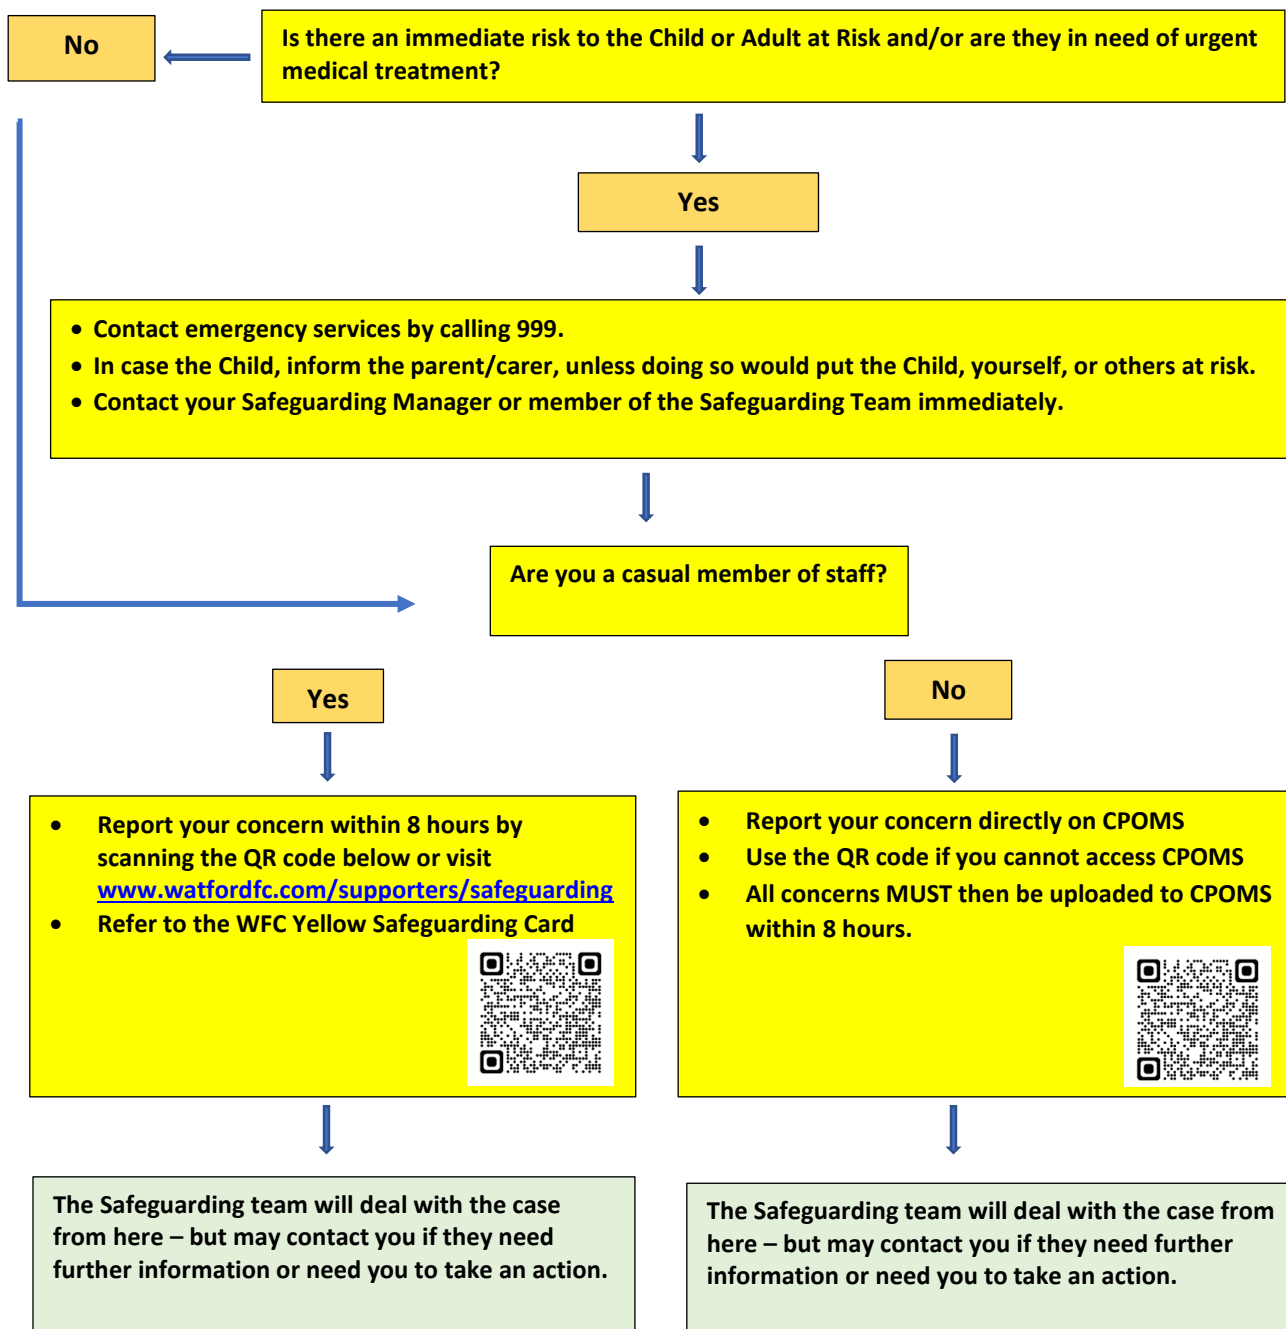 No
Is there an immediate risk to the Child or Adult at Risk and/or are they in need of urgent
medical treatment?
Yes
• Contact emergency services by calling 999.
• In case the Child, inform the parent/carer, unless doing so would put the Child, yourself, or others at risk.
• Contact your Safeguarding Manager or member of the Safeguarding Team immediately.
Are you a casual member of staff?
Yes
No
• Report your concern within 8 hours by
scanning the QR code below or visit
www.watfordfc.com/supporters/safeguarding
• Refer to the WFC Yellow Safeguarding Card
• Report your concern directly on CPOMS
• Use the QR code if you cannot access CPOMS
• All concerns MUST then be uploaded to CPOMS
within 8 hours.
The Safeguarding team will deal with the case
from here – but may contact you if they need
further information or need you to take an action.
The Safeguarding team will deal with the case from
here – but may contact you if they need further
information or need you to take an action.